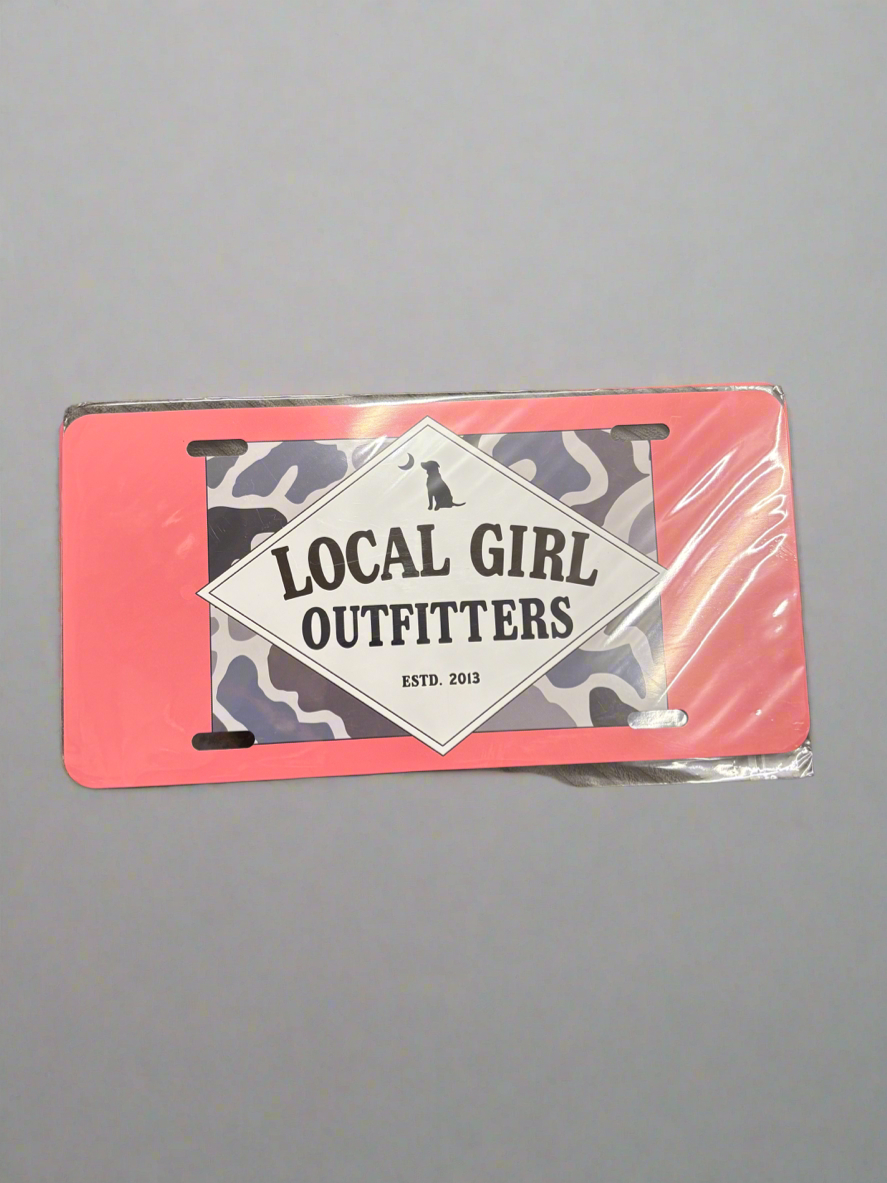 LOCAL GIRL
OUTFITTERS
ESTD. 2013